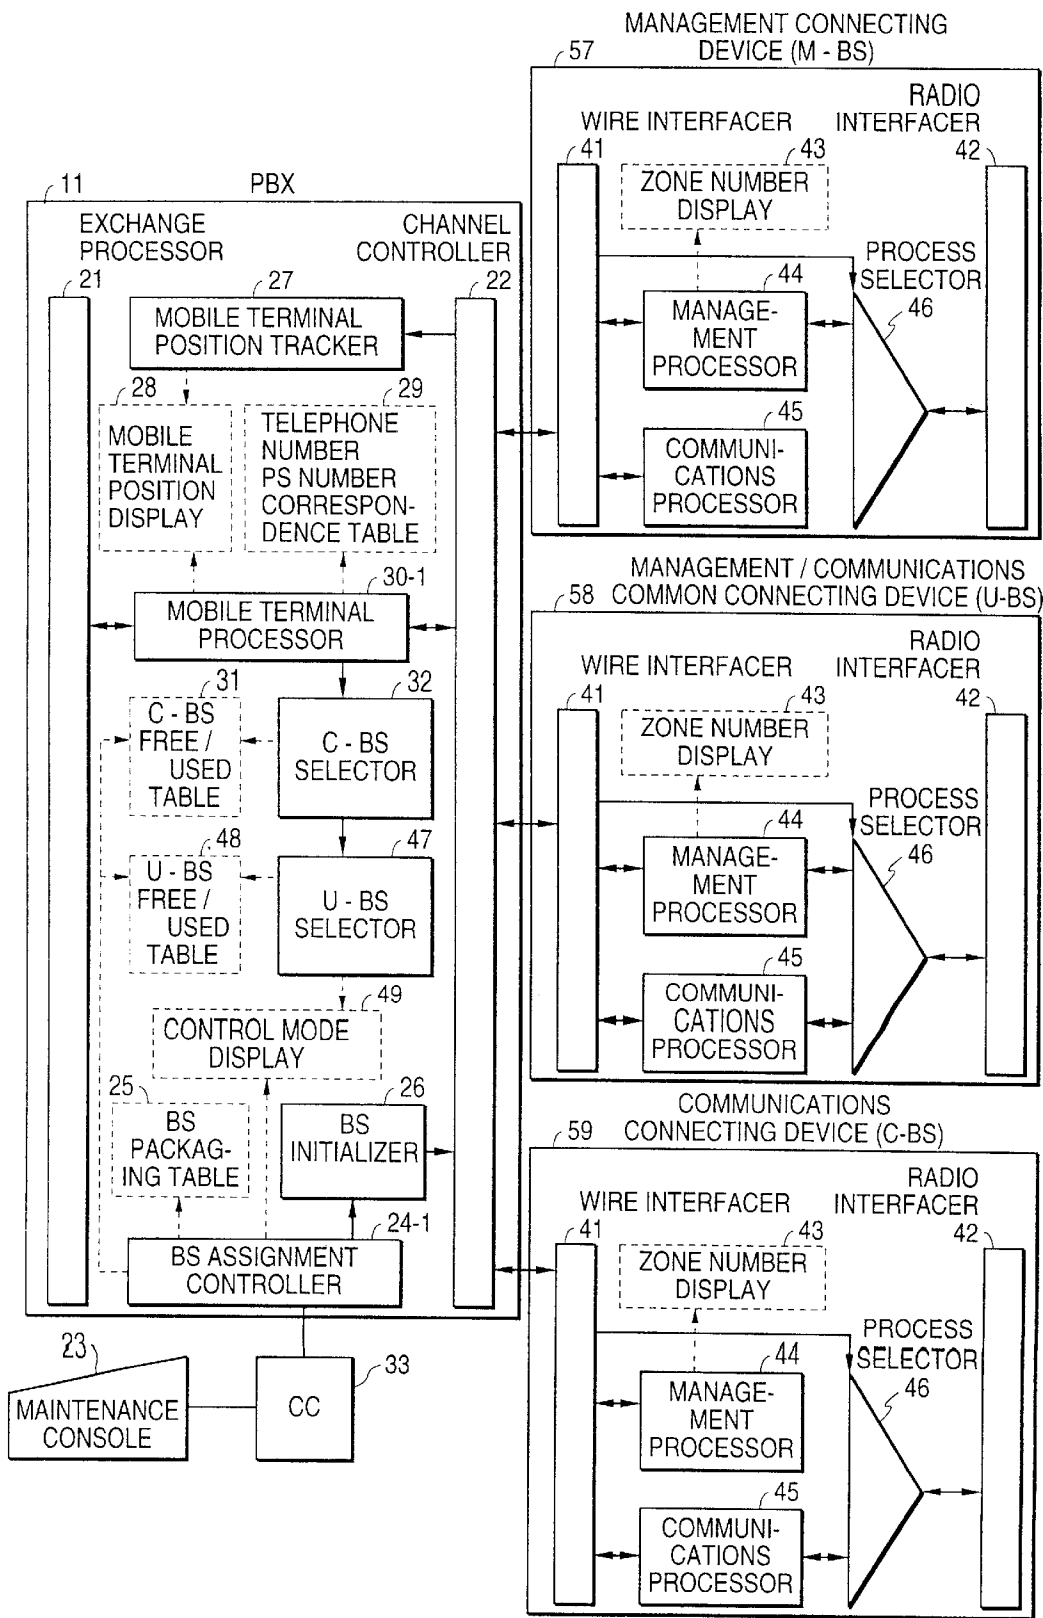 MANAGEMENT CONNECTING
DEVICE (M - BS)
57
RADIO
INTERFACER
WIRE INTERFACER
41
43
42
ZONE NUMBER
DISPLAY
PROCESS
SELECTOR
44
46
MANAGE-
MENT
PROCESSOR
45
COMMUNI-
CATIONS
PROCESSOR
11
PBX
EXCHANGE
PROCESSOR
CHANNEL
CONTROLLER
21
27
22
MOBILE TERMINAL
POSITION TRACKER
28
29
MOBILE
TERMINAL
POSITION
DISPLAY
TELEPHONE
NUMBER
PS NUMBER
CORRESPON-
DENCE TABLE
30-1
MOBILE TERMINAL
PROCESSOR
31
32
C - BS
FREE /
USED
TABLE
C - BS
SELECTOR
48
47
U - BS
FREE /
USED
TABLE
U - BS
SELECTOR
49
CONTROL MODE
DISPLAY
25
26
BS
PACKAG-
ING TABLE
BS
INITIALIZER
24-1
BS ASSIGNMENT
CONTROLLER
23
MAINTENANCE
CONSOLE
33
CC
MANAGEMENT / COMMUNICATIONS
COMMON CONNECTING DEVICE (U-BS)
58
RADIO
INTERFACER
WIRE INTERFACER
41
43
42
ZONE NUMBER
DISPLAY
PROCESS
SELECTOR
44
46
MANAGE-
MENT
PROCESSOR
45
COMMUNI-
CATIONS
PROCESSOR
COMMUNICATIONS
CONNECTING DEVICE (C-BS)
59
RADIO
INTERFACER
WIRE INTERFACER
41
43
42
ZONE NUMBER
DISPLAY
PROCESS
SELECTOR
44
46
MANAGE-
MENT
PROCESSOR
45
COMMUNI-
CATIONS
PROCESSOR